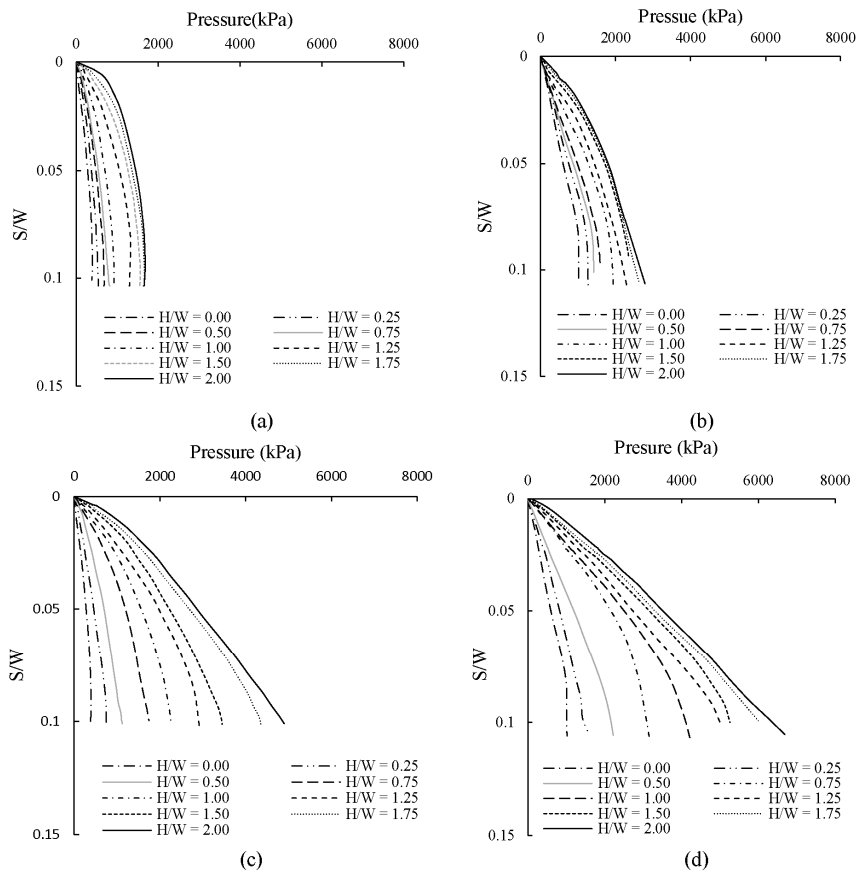 Pressure(kPa)
0 2000 4000 6000 8000
0
0.05
0.1
0.15
S/W
H/W = 0.00 H/W = 0.25
H/W = 0.50 H/W = 0.75
H/W = 1.00 H/W = 1.25
H/W = 1.50 H/W = 1.75
H/W = 2.00
(a)
Pressue (kPa)
0 2000 4000 6000 8000
0
0.05
0.1
0.15
S/W
H/W = 0.00 H/W = 0.25
H/W = 0.50 H/W = 0.75
H/W = 1.00 H/W = 1.25
H/W = 1.50 H/W = 1.75
H/W = 2.00
(b)
Pressure (kPa)
0 2000 4000 6000 8000
0
0.05
0.1
0.15
S/W
H/W = 0.00 H/W = 0.25
H/W = 0.50 H/W = 0.75
H/W = 1.00 H/W = 1.25
H/W = 1.50 H/W = 1.75
H/W = 2.00
(c)
Presure (kPa)
0 2000 4000 6000 8000
0
0.05
0.1
0.15
S/W
H/W = 0.00 H/W = 0.25
H/W = 0.50 H/W = 0.75
H/W = 1.00 H/W = 1.25
H/W = 1.50 H/W = 1.75
H/W = 2.00
(d)